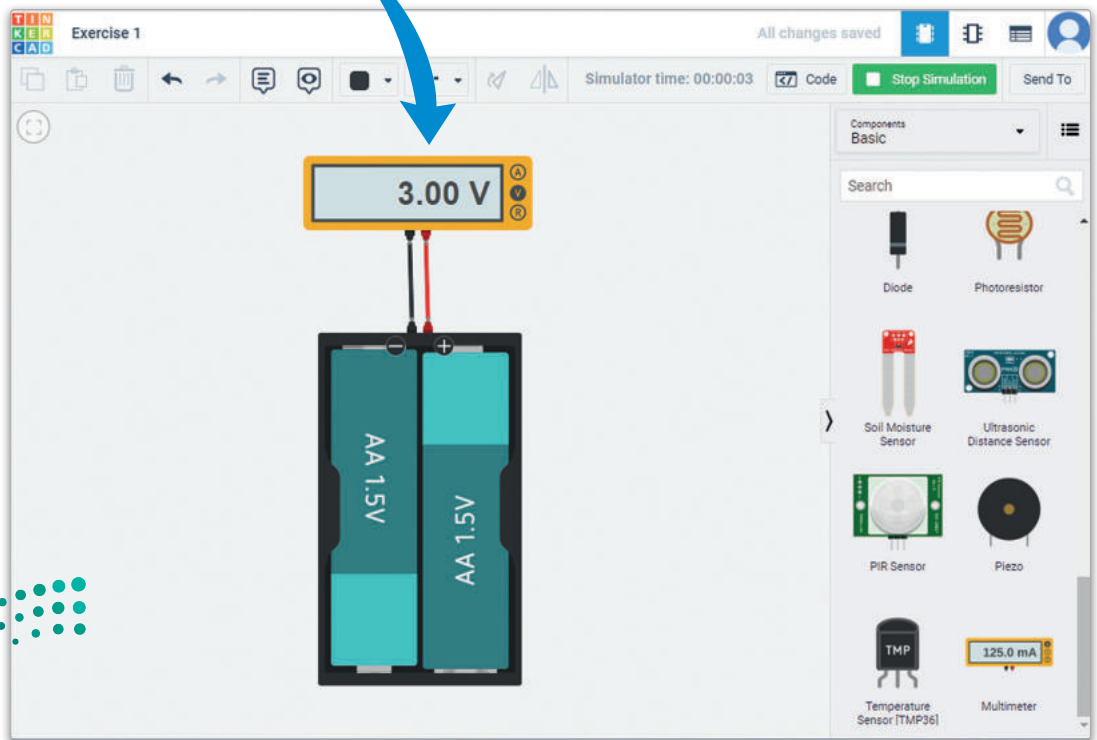 TIN
KER
CAD
Exercise 1
All changes saved
Simulator time: 00:00:03
Code
Stop Simulation
Send To
Components
Basic
Search
3.00 V
A
V
R
AA 1.5V
AA 1.5V
Diode
Photoresistor
Soil Moisture
Sensor
Ultrasonic
Distance Sensor
PIR Sensor
Piezo
TMP
125.0 mA
Temperature
Sensor [TMP36]
Multimeter